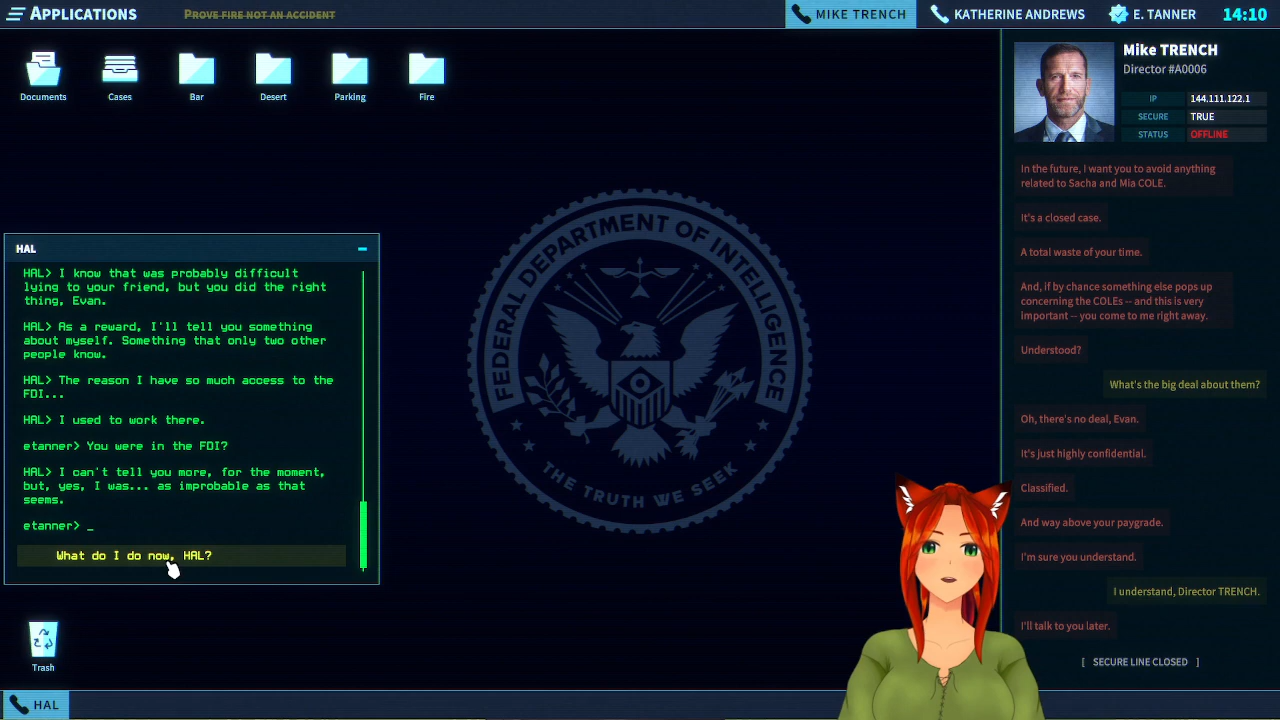 APPLICATIONS
PROVE FIRE NOT AN ACCIDENT
MIKE TRENCH
KATHERINE ANDREWS
E. TANNER
14:10
Documents
Cases
Bar
Desert
Parking
Fire
HAL
HAL> I know that was probably difficult
lying to your friend, but you did the right
thing, Evan.
HAL> As a reward, I'll tell you something
about myself. Something that only two other
people know.
HAL> The reason I have so much access to the
FDI...
HAL> I used to work there.
etanner> You were in the FDI?
HAL> I can't tell you more, for the moment,
but, yes, I was... as improbable as that
seems.
etanner> _
What do I do now, HAL?
Trash
HAL
FEDERAL DEPARTMENT OF INTELLIGENCE
THE TRUTH WE SEEK
Mike TRENCH
Director #A0006
IP 144.111.122.1
SECURE TRUE
STATUS OFFLINE
In the future, I want you to avoid anything
related to Sacha and Mia COLE.
It's a closed case.
A total waste of your time.
And, if by chance something else pops up
concerning the COLEs -- and this is very
important -- you come to me right away.
Understood?
What's the big deal about them?
Oh, there's no deal, Evan.
It's just highly confidential.
Classified.
And way above your paygrade.
I'm sure you understand.
I understand, Director TRENCH.
I'll talk to you later.
[ SECURE LINE CLOSED ]